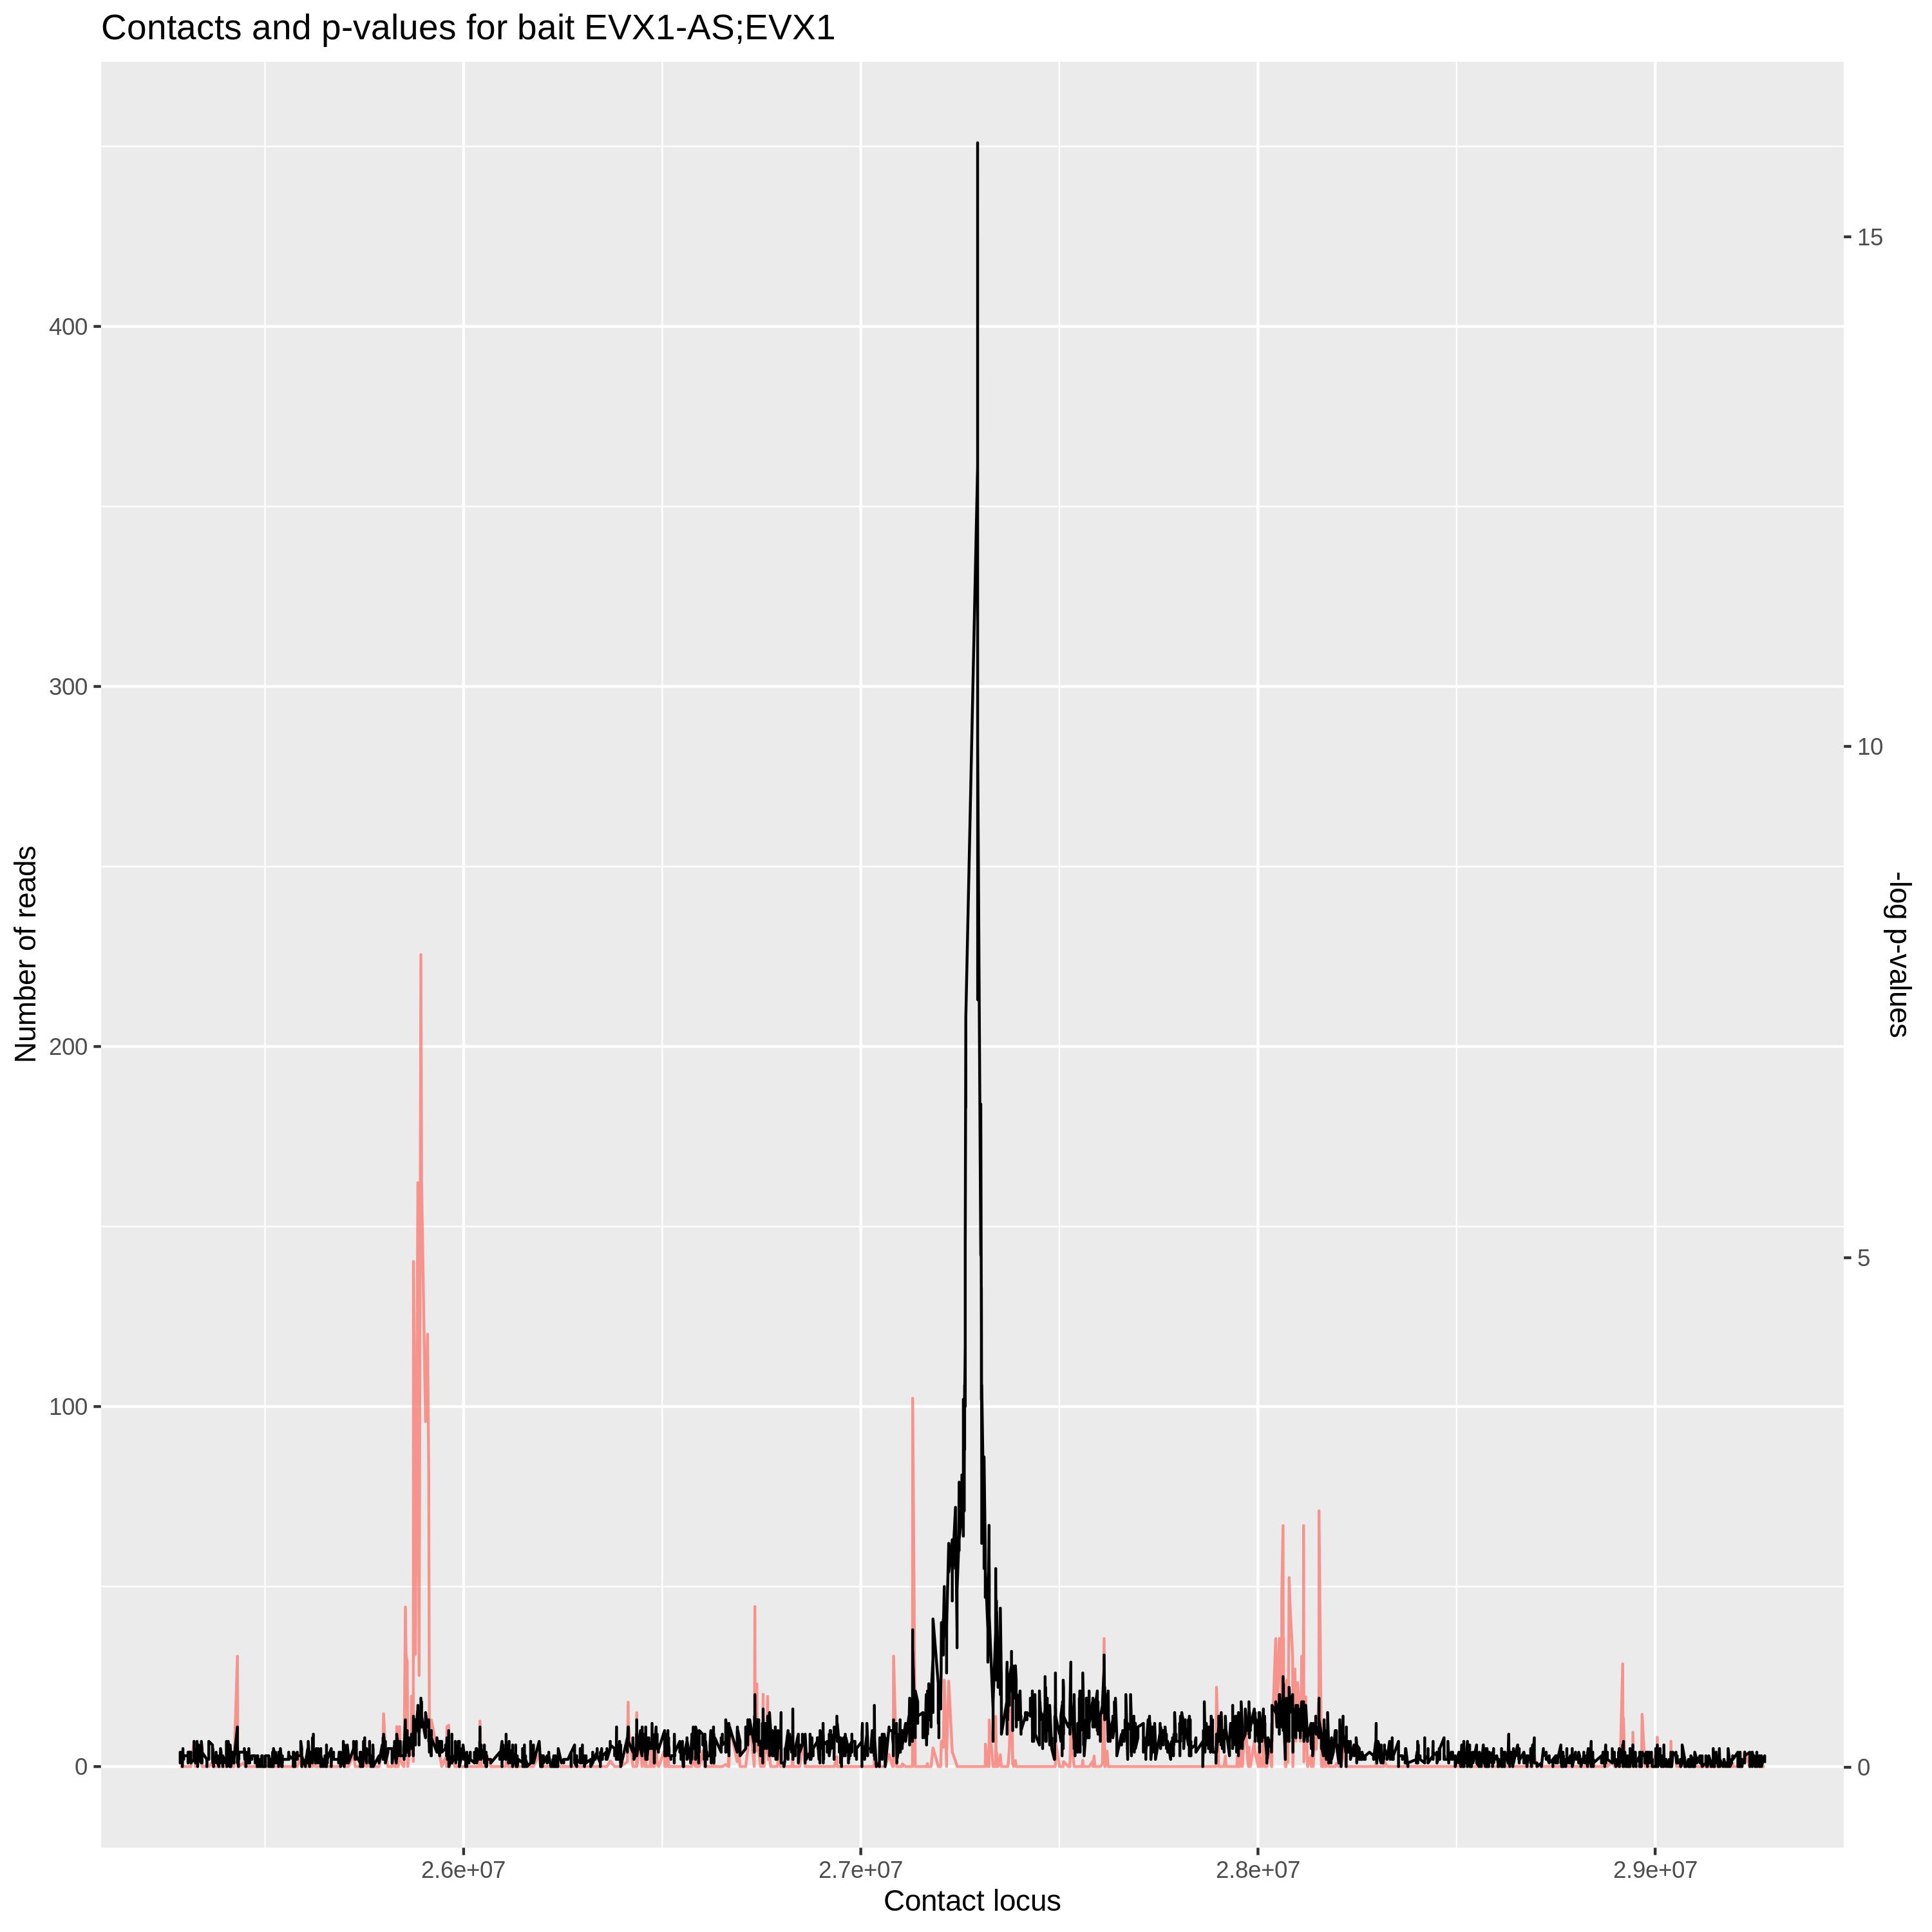 Contacts and p-values for bait EVX1-AS;EVX1
Number of reads
400
300
200
100
0
15
10
5
0
-log p-values
2.6e+07 2.7e+07 2.8e+07 2.9e+07
Contact locus